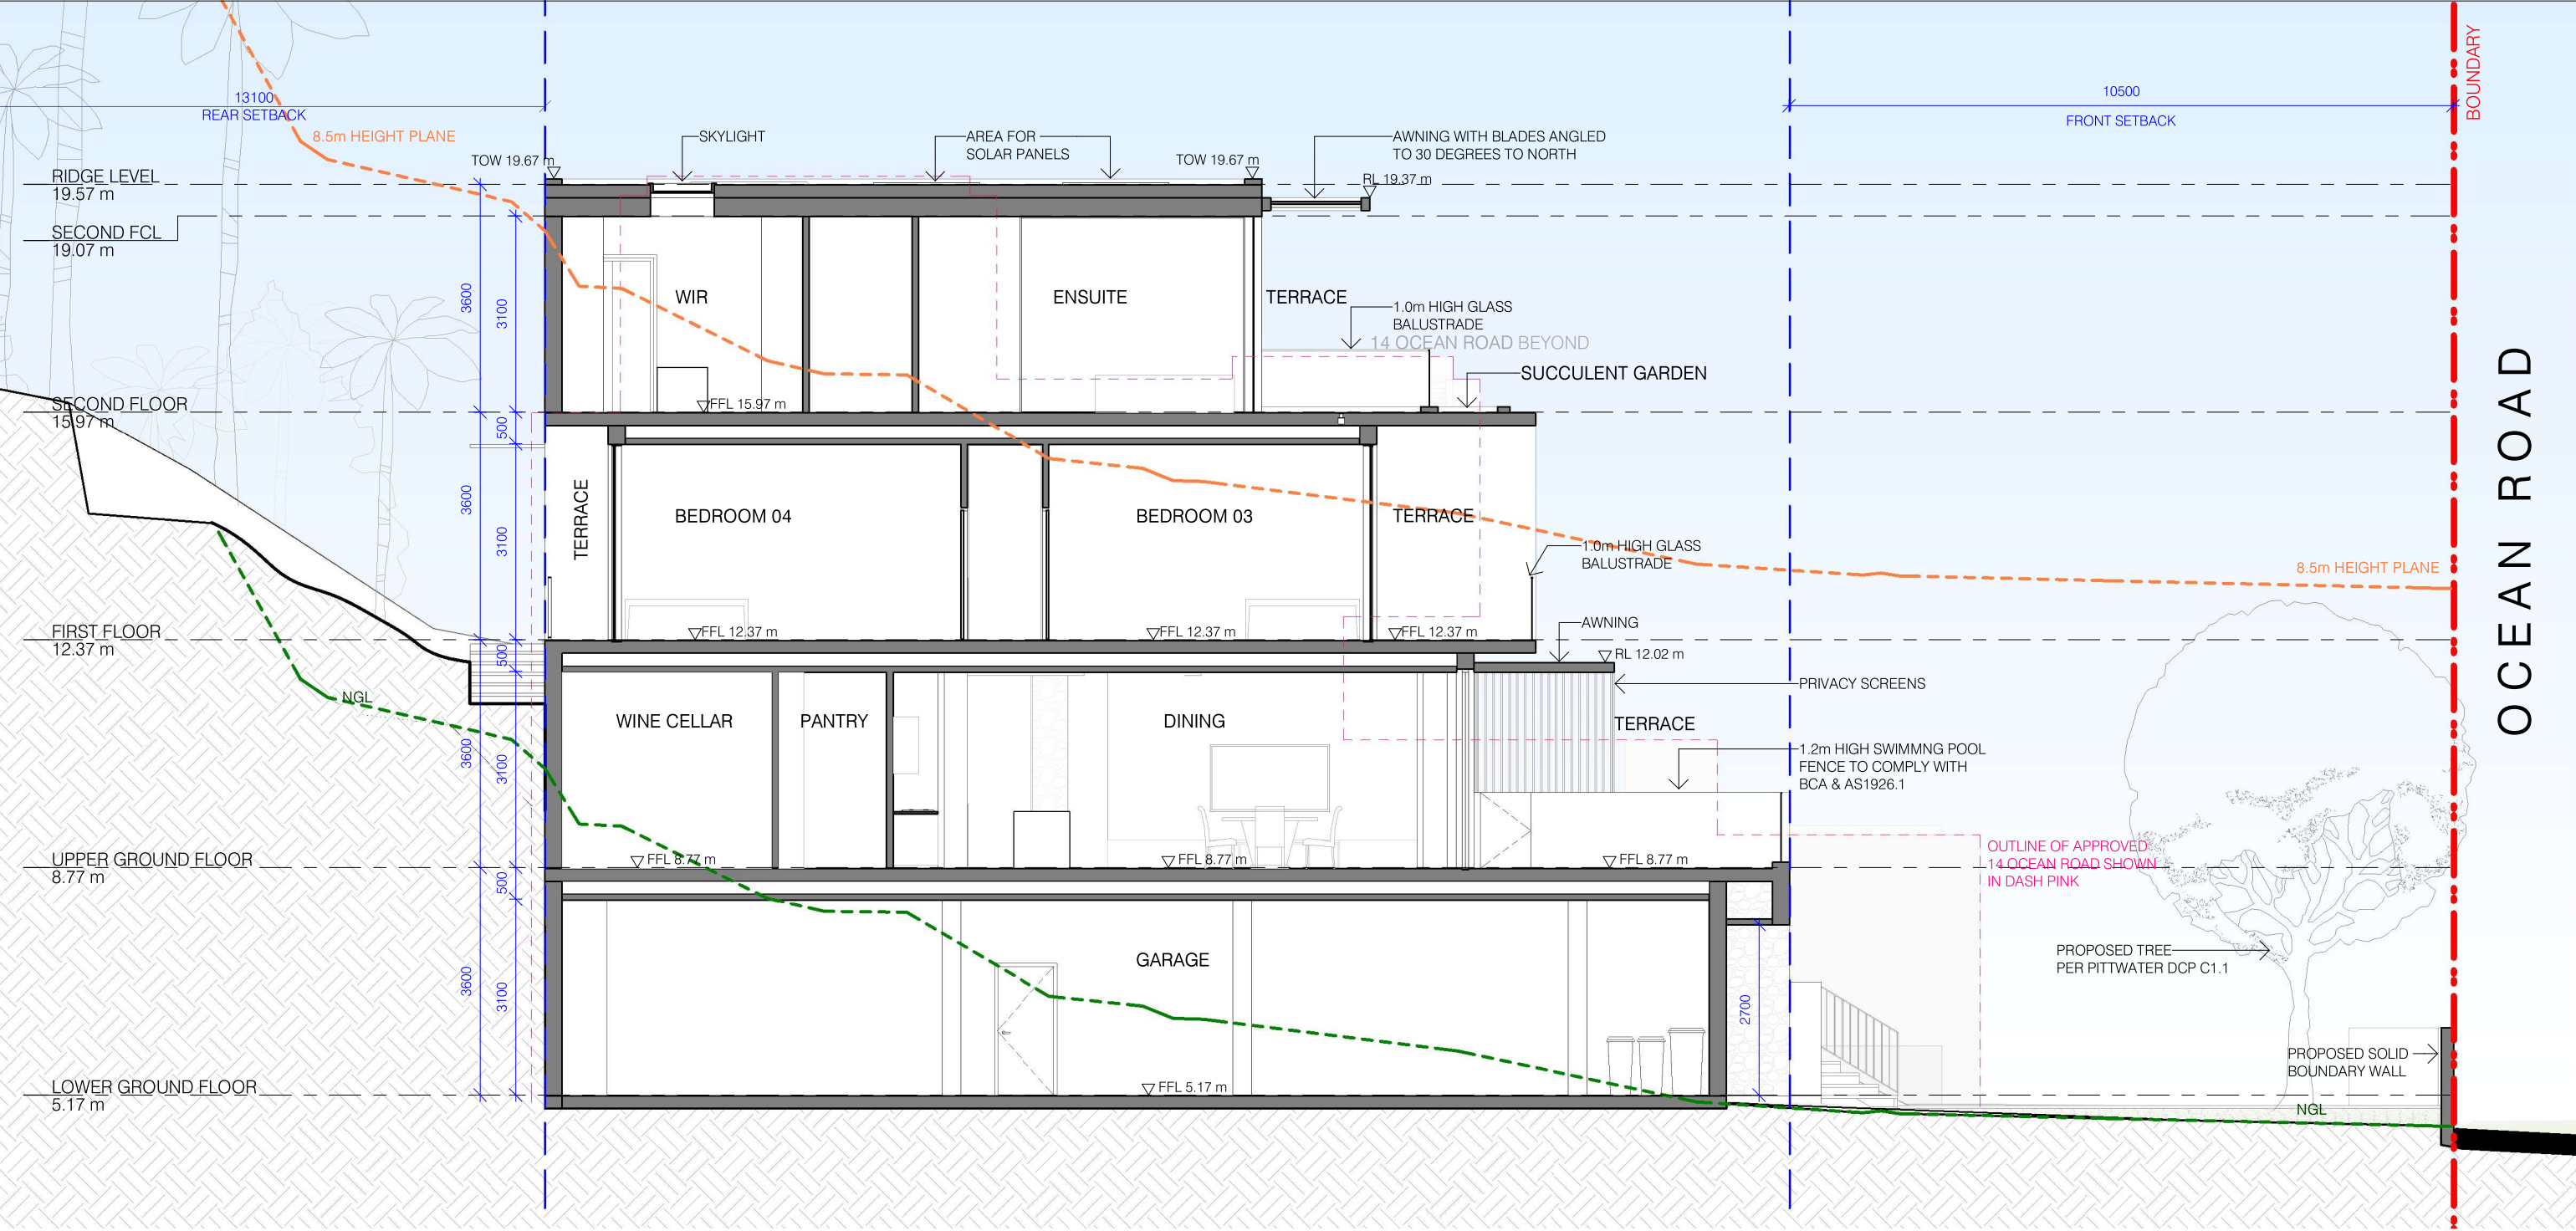 13100
REAR SETBACK
8.5m HEIGHT PLANE
10500
FRONT SETBACK
BOUNDARY
SKYLIGHT
AREA FOR
SOLAR PANELS
AWNING WITH BLADES ANGLED
TO 30 DEGREES TO NORTH
TOW 19.67 m
TOW 19.67 m
RL 19.37 m
RIDGE LEVEL
19.57 m
SECOND FCL
19.07 m
3600
3100
WIR
ENSUITE
TERRACE
1.0m HIGH GLASS
BALUSTRADE
14 OCEAN ROAD BEYOND
SUCCULENT GARDEN
FFL 15.97 m
SECOND FLOOR
15.97 m
500
3600
3100
TERRACE
BEDROOM 04
BEDROOM 03
TERRACE
1.0m HIGH GLASS
BALUSTRADE
8.5m HEIGHT PLANE
OCEAN ROAD
AWNING
FFL 12.37 m
FFL 12.37 m
FFL 12.37 m
FIRST FLOOR
12.37 m
500
RL 12.02 m
PRIVACY SCREENS
NGL
3600
3100
WINE CELLAR
PANTRY
DINING
TERRACE
1.2m HIGH SWIMMNG POOL
FENCE TO COMPLY WITH
BCA & AS1926.1
FFL 8.77 m
FFL 8.77 m
FFL 8.77 m
UPPER GROUND FLOOR
8.77 m
500
OUTLINE OF APPROVED
14 OCEAN ROAD SHOWN
IN DASH PINK
3600
3100
GARAGE
2700
PROPOSED TREE
PER PITTWATER DCP C1.1
PROPOSED SOLID
BOUNDARY WALL
FFL 5.17 m
LOWER GROUND FLOOR
5.17 m
NGL